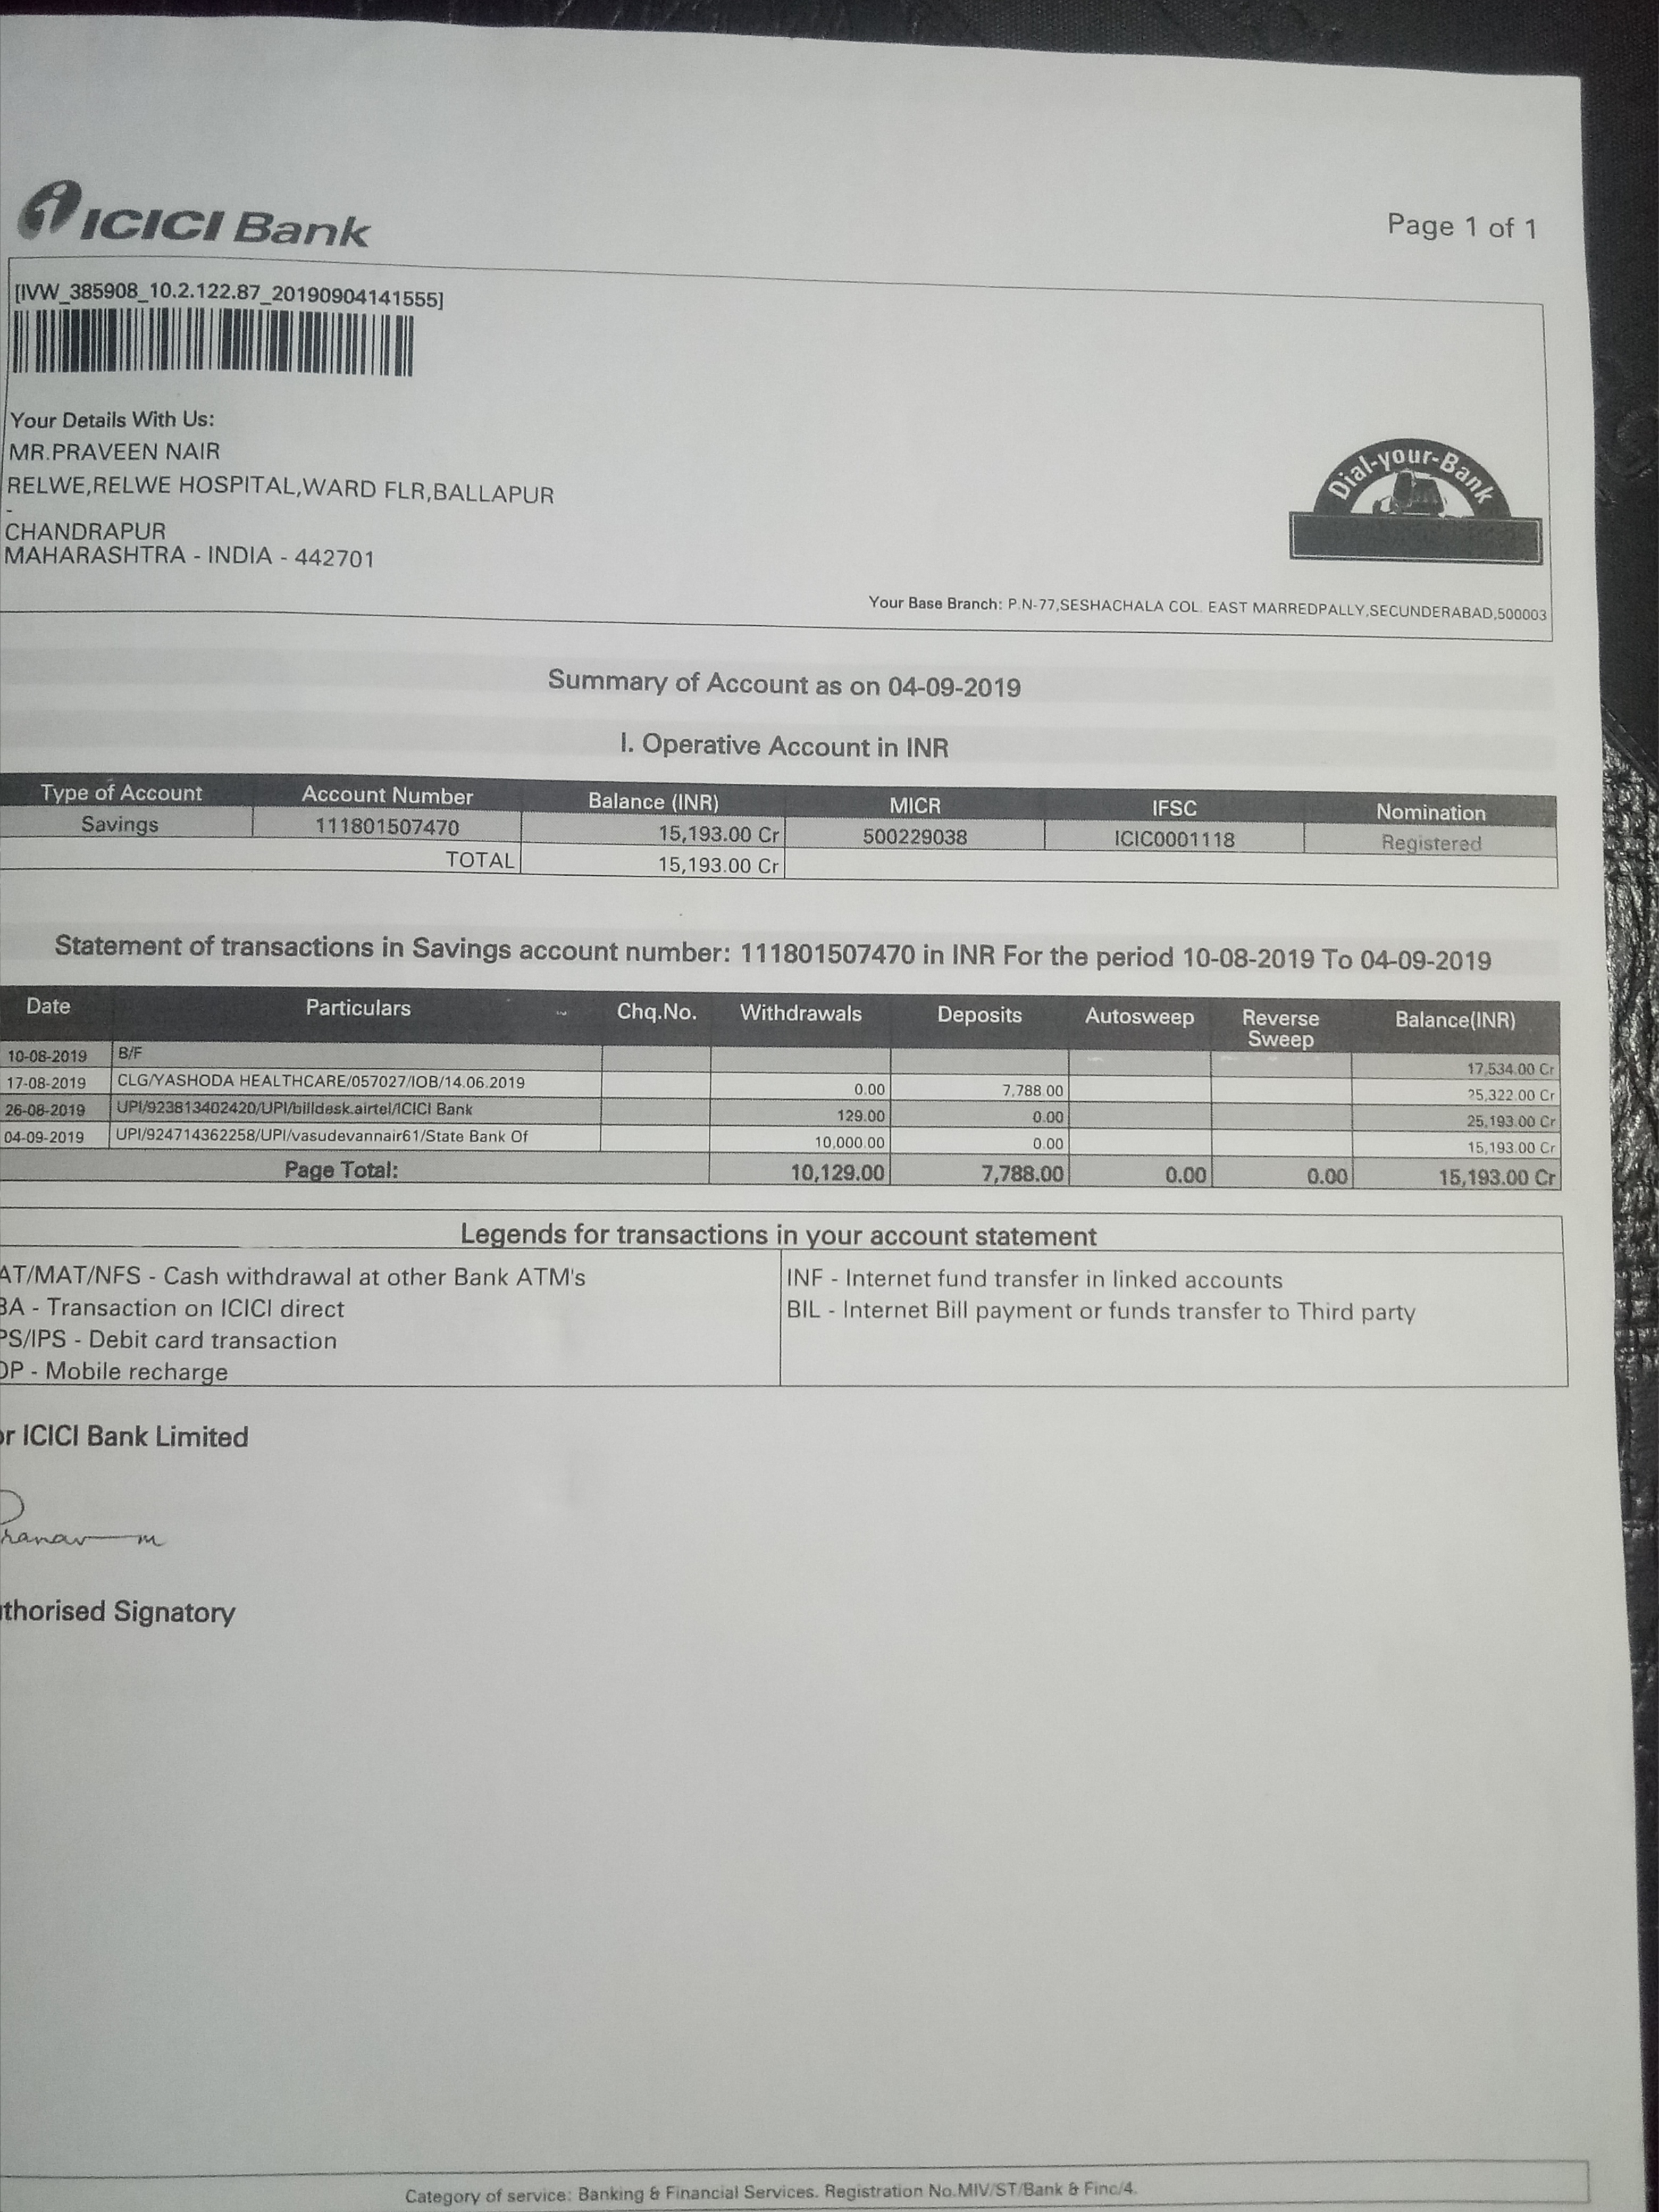 ICICI Bank
Page 1 of 1
[IVW_385908_10.2.122.87_20190904141555]
Your Details With Us:
MR.PRAVEEN NAIR
RELWE,RELWE HOSPITAL,WARD FLR,BALLAPUR
-
CHANDRAPUR
MAHARASHTRA - INDIA - 442701
Dial-your-Bank
Your Base Branch: P.N-77,SESHACHALA COL. EAST MARREDPALLY,SECUNDERABAD,500003
Summary of Account as on 04-09-2019
I. Operative Account in INR
Type of Account Account Number Balance (INR) MICR IFSC Nomination
Savings 111801507470 15,193.00 Cr 500229038 ICIC0001118 Registered
TOTAL 15,193.00 Cr
Statement of transactions in Savings account number: 111801507470 in INR For the period 10-08-2019 To 04-09-2019
Date Particulars Chq.No. Withdrawals Deposits Autosweep Reverse Sweep Balance(INR)
10-08-2019 B/F 17,534.00 Cr
17-08-2019 CLG/YASHODA HEALTHCARE/057027/IOB/14.06.2019 0.00 7,788.00 25,322.00 Cr
26-08-2019 UPI/923813402420/UPI/billdesk.airtel/ICICI Bank 129.00 0.00 25,193.00 Cr
04-09-2019 UPI/924714362258/UPI/vasudevannair61/State Bank Of 10,000.00 0.00 15,193.00 Cr
Page Total: 10,129.00 7,788.00 0.00 0.00 15,193.00 Cr
Legends for transactions in your account statement
AT/MAT/NFS - Cash withdrawal at other Bank ATM's
INF - Internet fund transfer in linked accounts
BA - Transaction on ICICI direct
BIL - Internet Bill payment or funds transfer to Third party
PS/IPS - Debit card transaction
OP - Mobile recharge
or ICICI Bank Limited
Pranav m
thorised Signatory
Category of service: Banking & Financial Services. Registration No.MIV/ST/Bank & Finc/4.